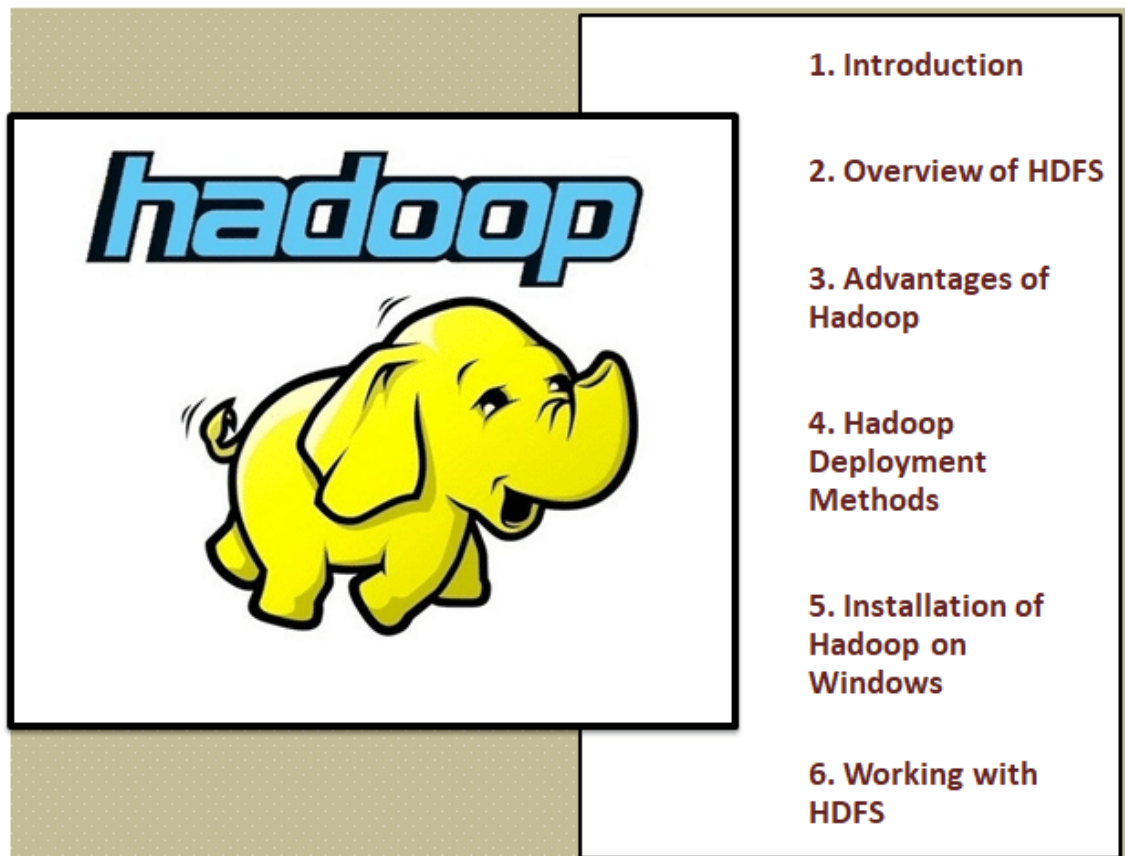 hadoop
1. Introduction
2. Overview of HDFS
3. Advantages of
Hadoop
4. Hadoop
Deployment
Methods
5. Installation of
Hadoop on
Windows
6. Working with
HDFS